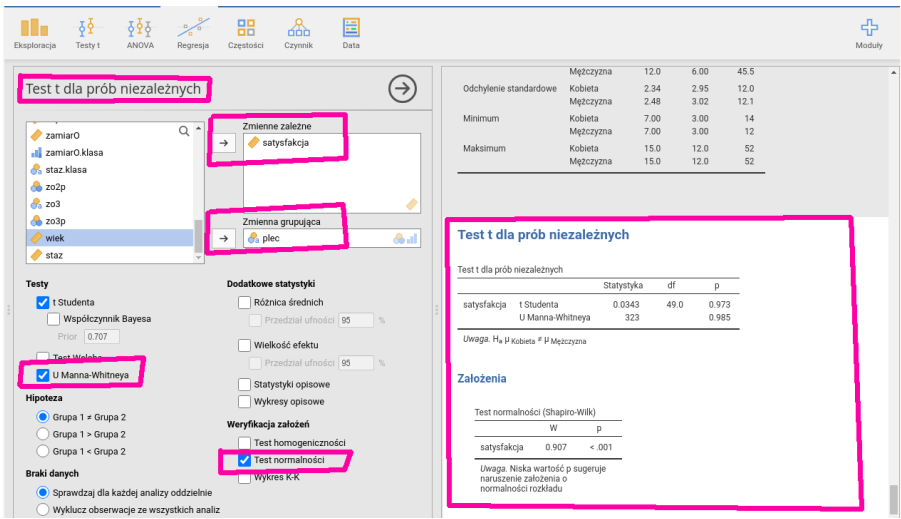 Eksploracja Testy t ANOVA Regresja Częstości Czynnik Data Moduły
Test t dla prób niezależnych
zamiarO
zamiarO.klasa
staz.klasa
zo2p
zo3
zo3p
wiek
staz
Zmienne zależne
satysfakcja
Zmienna grupująca
plec
Testy
t Studenta
Współczynnik Bayesa
Prior 0.707
Test Welcha
U Manna-Whitneya
Hipoteza
Grupa 1 ≠ Grupa 2
Grupa 1 > Grupa 2
Grupa 1 < Grupa 2
Braki danych
Sprawdzaj dla każdej analizy oddzielnie
Wyklucz obserwacje ze wszystkich analiz
Dodatkowe statystyki
Różnica średnich
Przedział ufności 95 %
Wielkość efektu
Przedział ufności 95 %
Statystyki opisowe
Wykresy opisowe
Weryfikacja założeń
Test homogeniczności
Test normalności
Wykres K-K
Mężczyzna 12.0 6.00 45.5
Odchylenie standardowe Kobieta 2.34 2.95 12.0
Mężczyzna 2.48 3.02 12.1
Minimum Kobieta 7.00 3.00 14
Mężczyzna 7.00 3.00 12
Maksimum Kobieta 15.0 12.0 52
Mężczyzna 15.0 12.0 52
Test t dla prób niezależnych
Test t dla prób niezależnych
Statystyka df p
satysfakcja t Studenta 0.0343 49.0 0.973
U Manna-Whitneya 323 0.985
Uwaga. Hₐ μ Kobieta ≠ μ Mężczyzna
Założenia
Test normalności (Shapiro-Wilk)
W p
satysfakcja 0.907 < .001
Uwaga. Niska wartość p sugeruje
naruszenie założenia o
normalności rozkładu